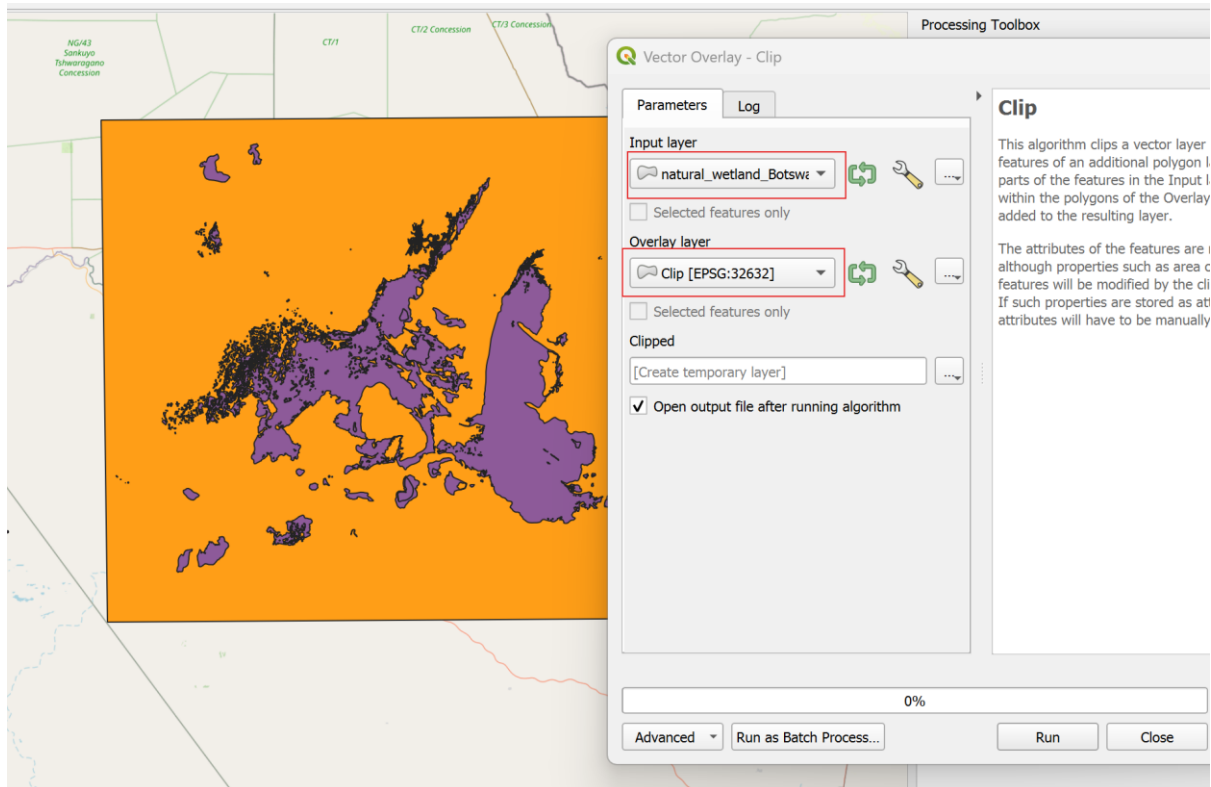 NG/43
Sankuyo
Tshwaragano
Concession
CT/1
CT/2 Concession
CT/3 Concession
Processing Toolbox
Vector Overlay - Clip
Parameters
Log
Input layer
natural_wetland_Botswa
Selected features only
Overlay layer
Clip [EPSG:32632]
Selected features only
Clipped
[Create temporary layer]
Open output file after running algorithm
Clip
This algorithm clips a vector layer
features of an additional polygon l
parts of the features in the Input l
within the polygons of the Overlay
added to the resulting layer.
The attributes of the features are
although properties such as area
features will be modified by the cli
If such properties are stored as att
attributes will have to be manually
0%
Advanced
Run as Batch Process...
Run
Close